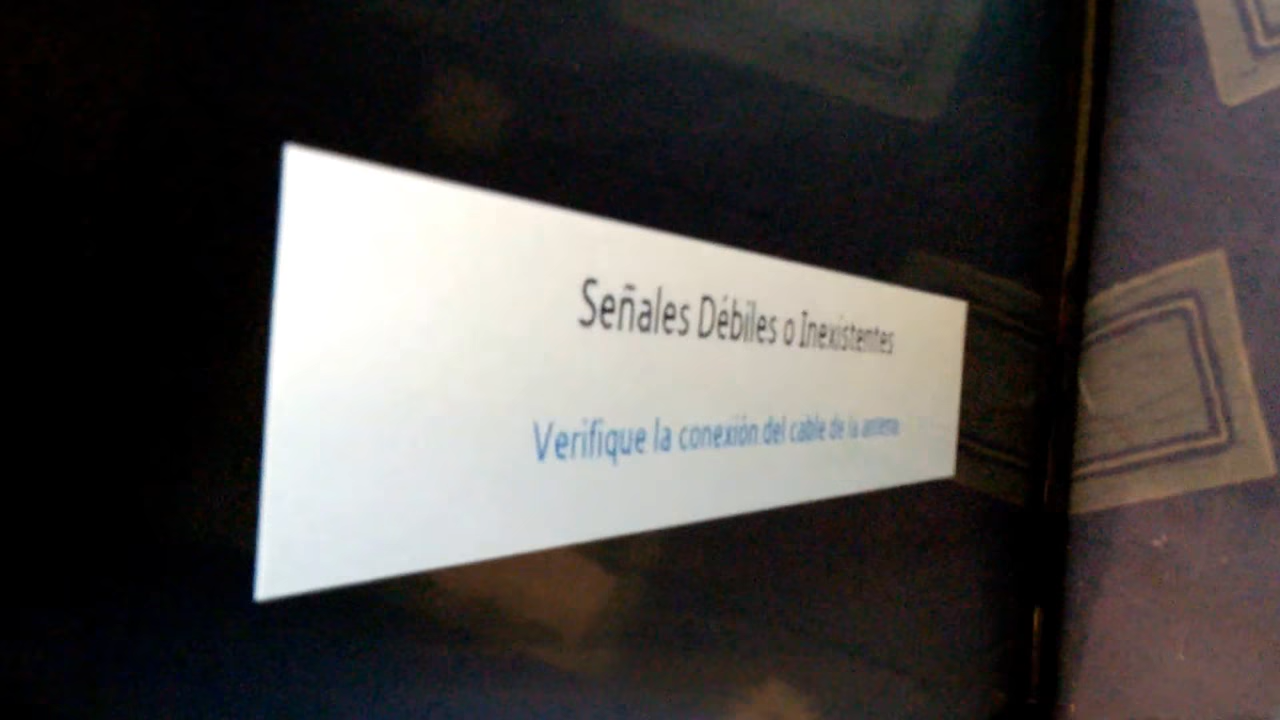 Señales Débiles o Inexistentes
Verifique la conexión del cable de la antena